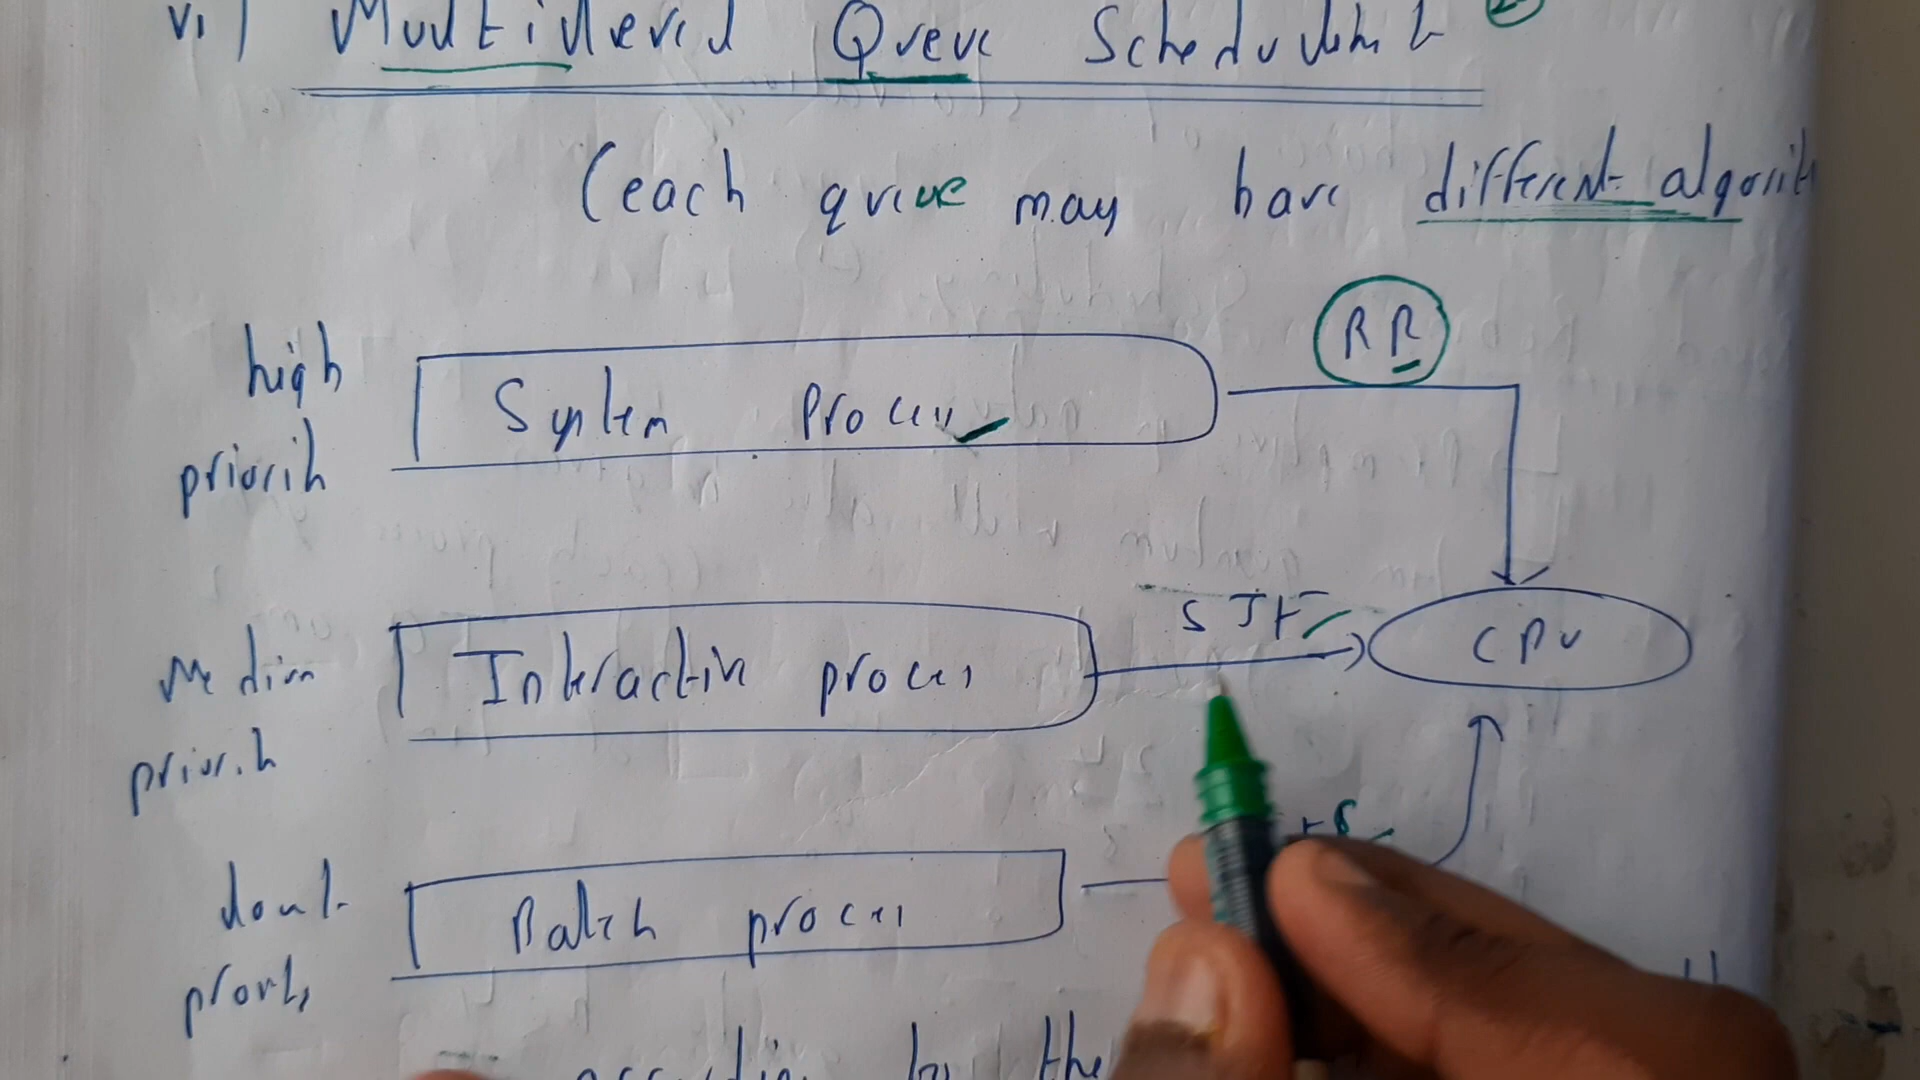 vi) Multilevel Queue Scheduling
(each queue may have different algorith
high priority
System Process
RR
Medium priority
Interactive process
SJF
CPU
lowest priority
Batch process
according to the